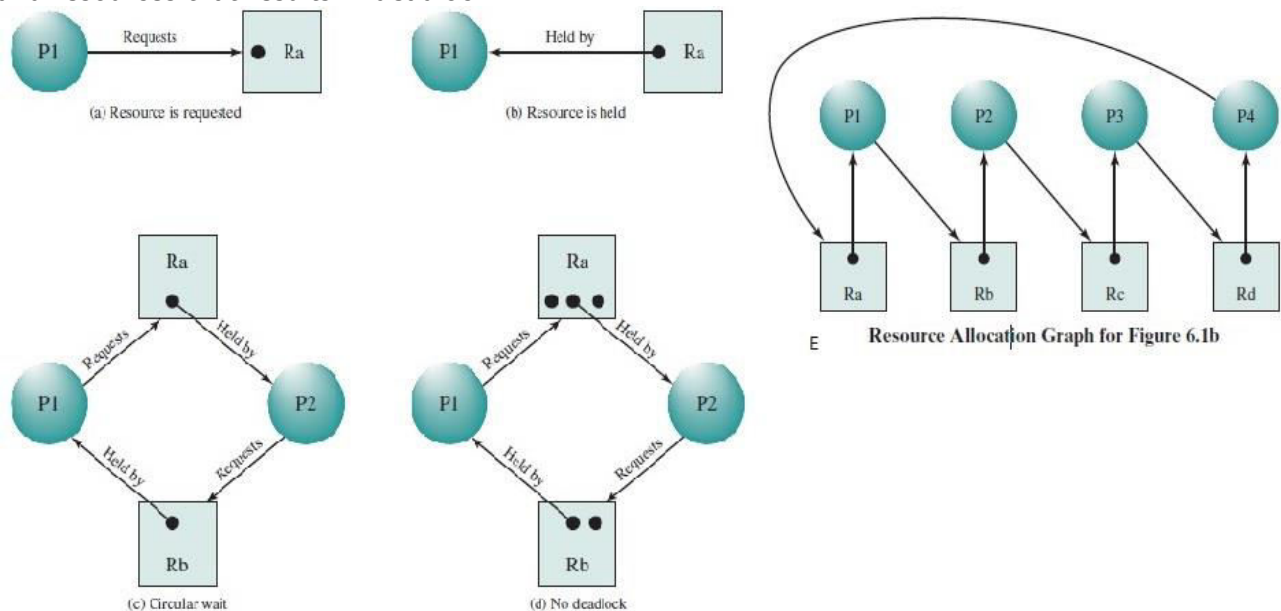 Requests
P1
Ra
(a) Resource is requested
Held by
P1
Ra
(b) Resource is held
Ra
Requests
Held by
P1
P2
Held by
Requests
Rb
(c) Circular wait
Ra
Requests
Held by
P1
P2
Held by
Requests
Rb
(d) No deadlock
P1
P2
P3
P4
Ra
Rb
Rc
Rd
E
Resource Allocation Graph for Figure 6.1b